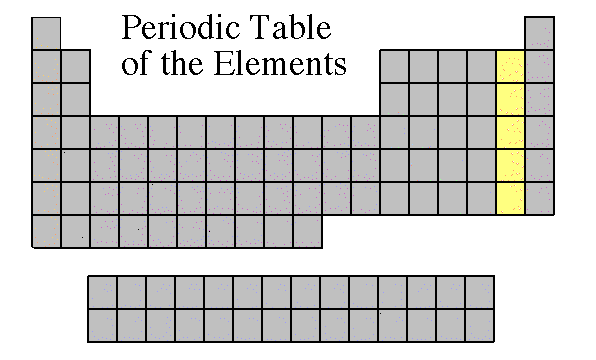 Periodic Table
of the Elements